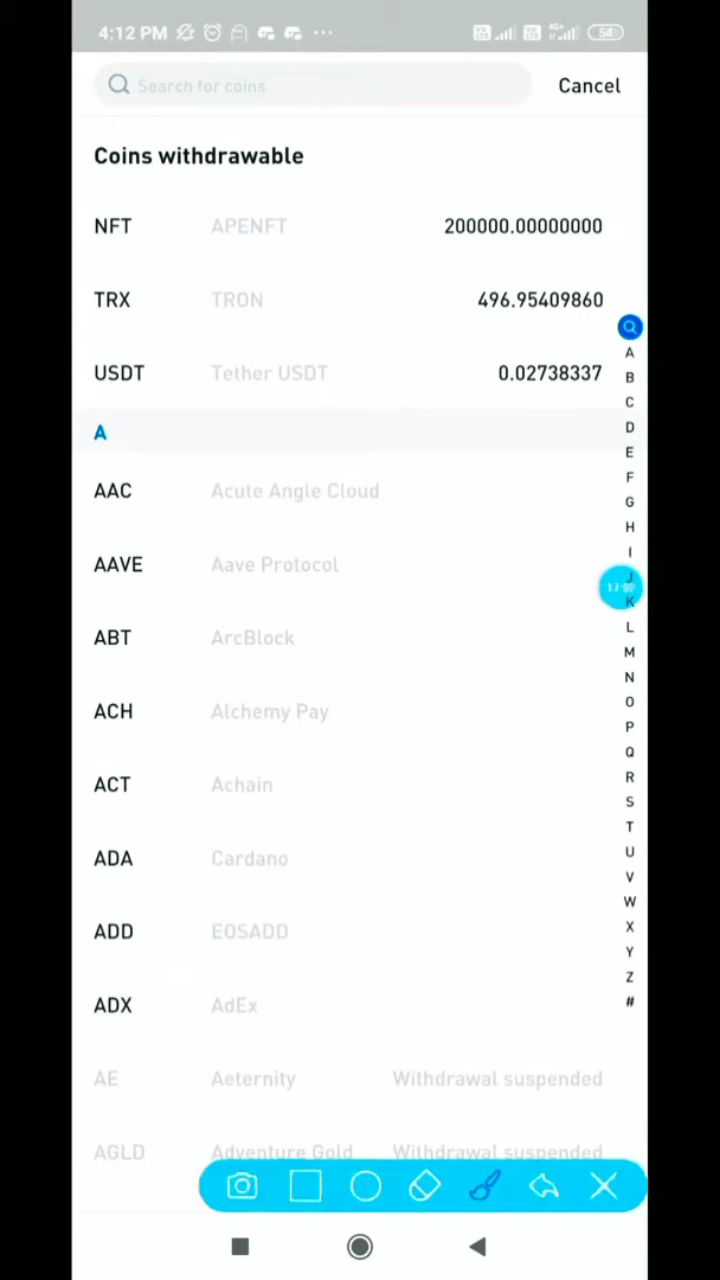 4:12 PM 54
Search for coins Cancel
Coins withdrawable
NFT APENFT 200000.00000000
TRX TRON 496.95409860
USDT Tether USDT 0.02738337
A
AAC Acute Angle Cloud
AAVE Aave Protocol
ABT ArcBlock
ACH Alchemy Pay
ACT Achain
ADA Cardano
ADD EOSADD
ADX AdEx
AE Aeternity Withdrawal suspended
AGLD Adventure Gold Withdrawal suspended
A
B
C
D
E
F
G
H
I
J
K
L
M
N
O
P
Q
R
S
T
U
V
W
X
Y
Z
#